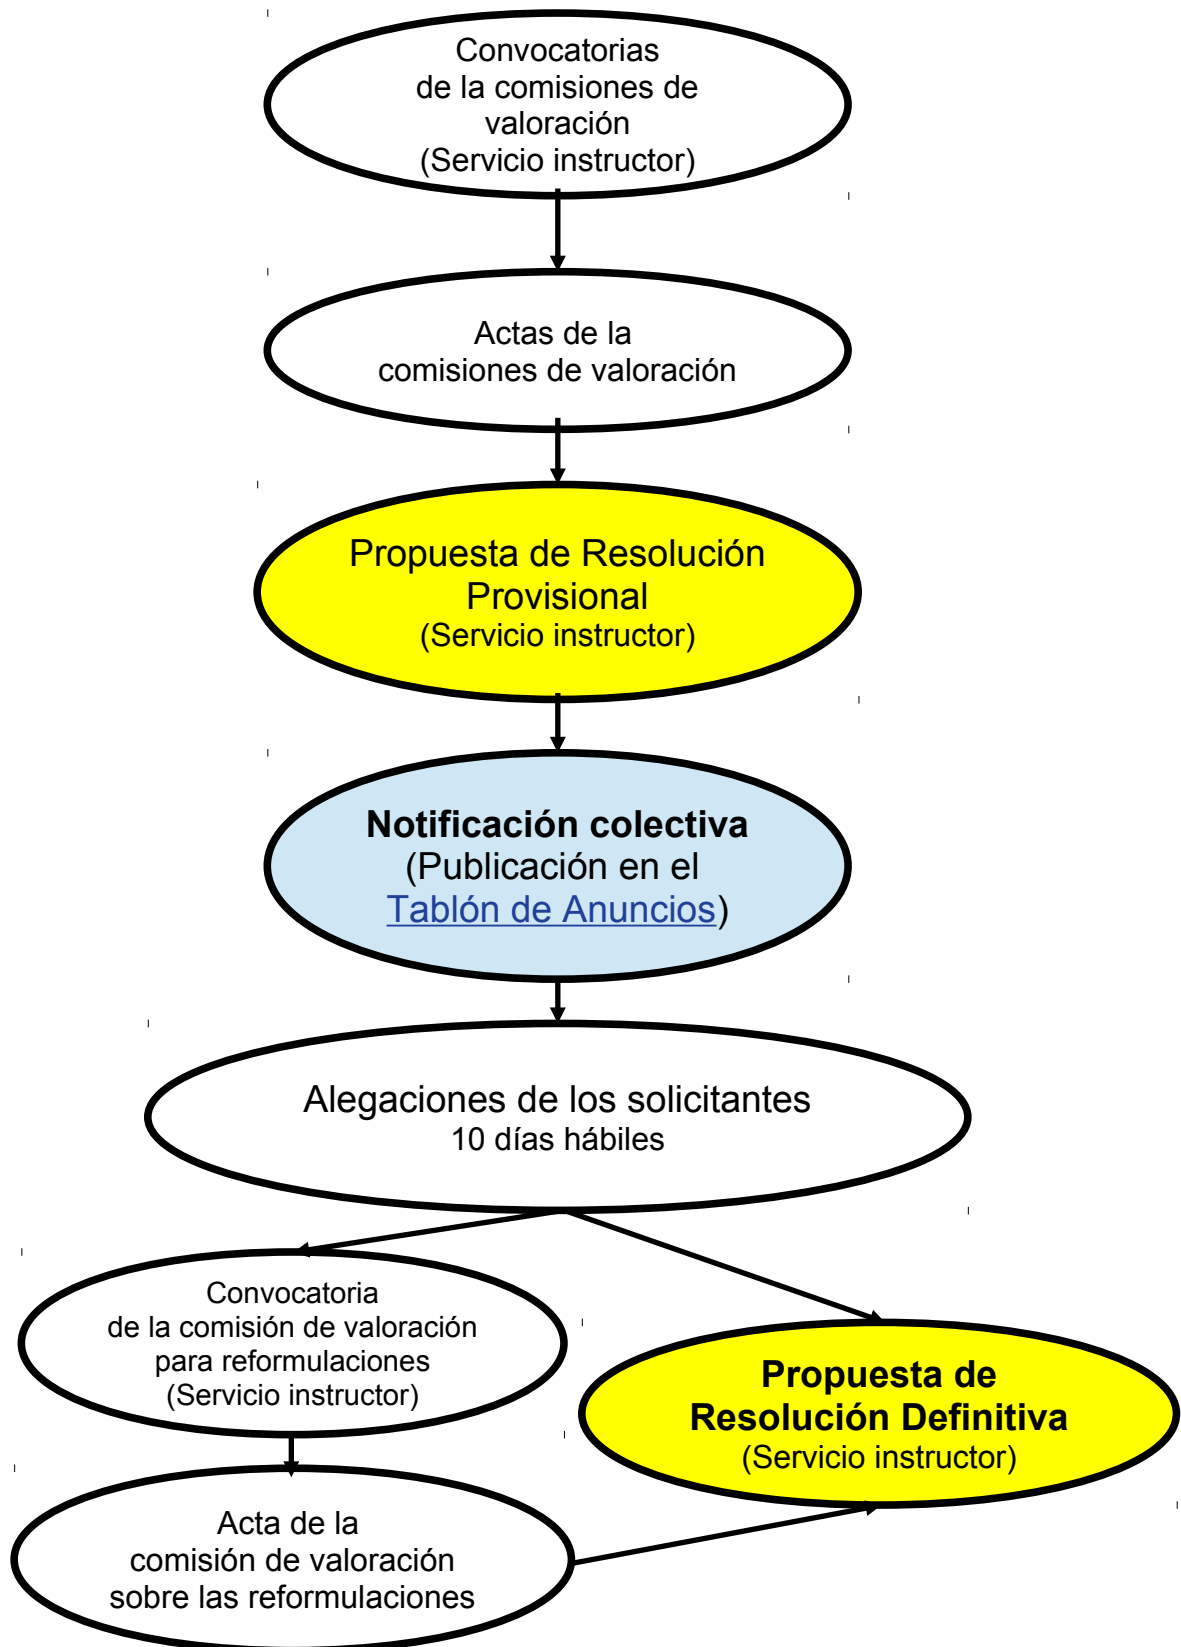 Convocatorias
de la comisiones de
valoración
(Servicio instructor)
Actas de la
comisiones de valoración
Propuesta de Resolución
Provisional
(Servicio instructor)
Notificación colectiva
(Publicación en el
Tablón de Anuncios)
Alegaciones de los solicitantes
10 días hábiles
Convocatoria
de la comisión de valoración
para reformulaciones
(Servicio instructor)
Propuesta de
Resolución Definitiva
(Servicio instructor)
Acta de la
comisión de valoración
sobre las reformulaciones